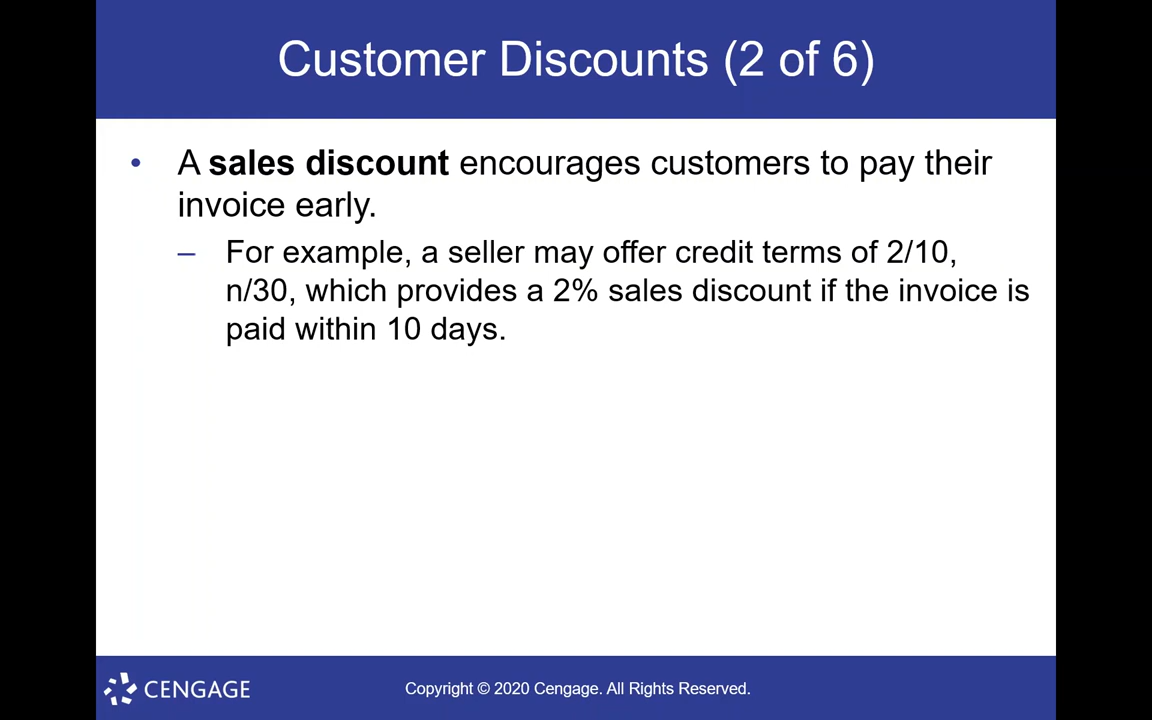 Customer Discounts (2 of 6)
• A sales discount encourages customers to pay their
invoice early.
– For example, a seller may offer credit terms of 2/10,
n/30, which provides a 2% sales discount if the invoice is
paid within 10 days.
CENGAGE
Copyright © 2020 Cengage. All Rights Reserved.